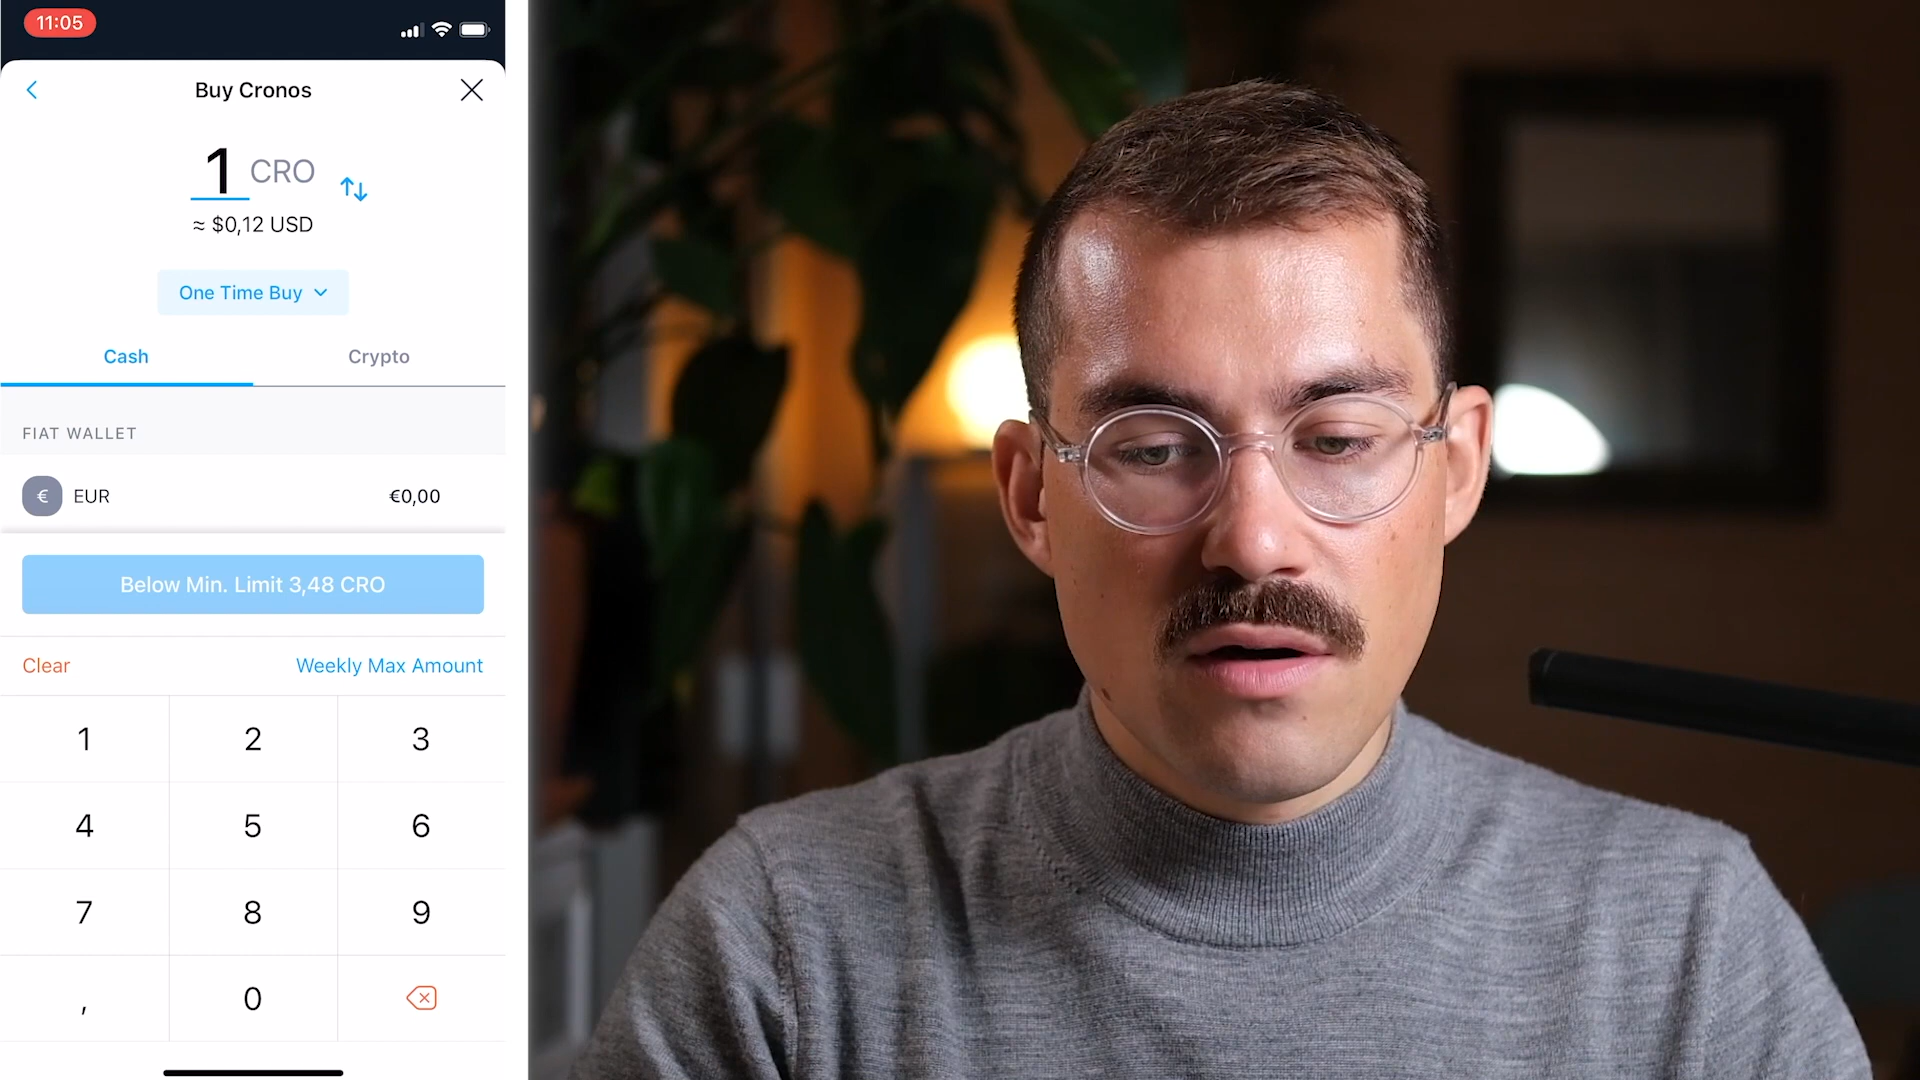 11:05
Buy Cronos
1 CRO
≈ $0,12 USD
One Time Buy
Cash Crypto
FIAT WALLET
€ EUR €0,00
Below Min. Limit 3,48 CRO
Clear Weekly Max Amount
1 2 3
4 5 6
7 8 9
, 0